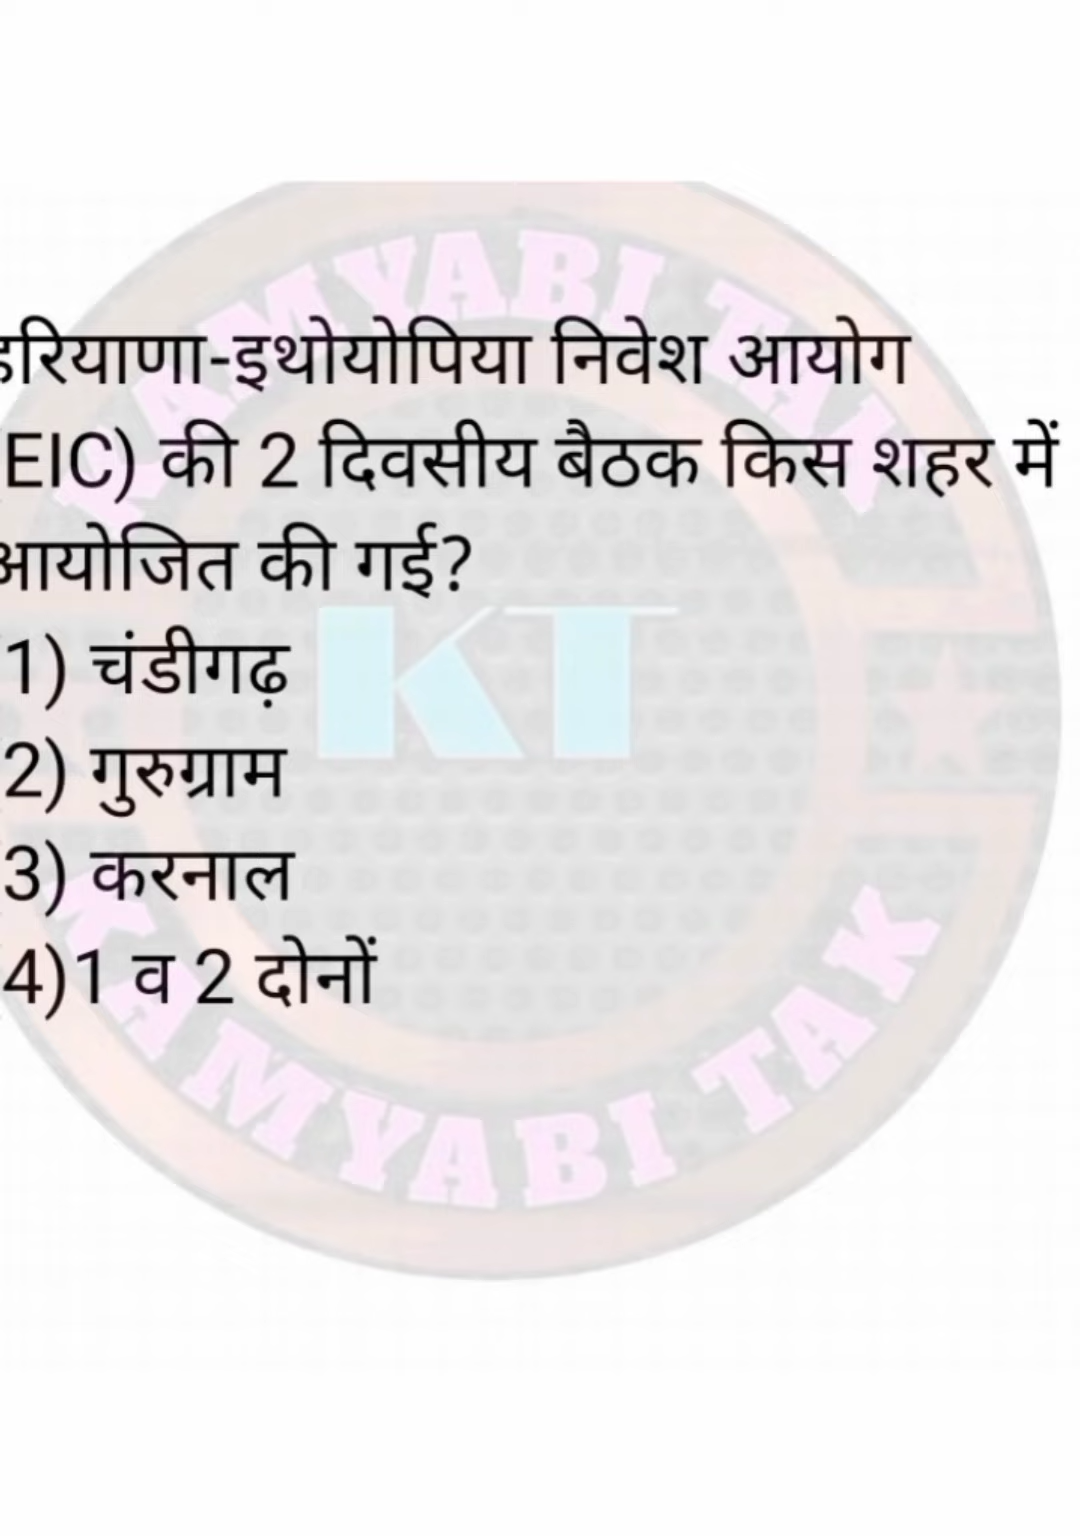 KAMYABI TAK
हरियाणा-इथोयोपिया निवेश आयोग
(EIC) की 2 दिवसीय बैठक किस शहर में
आयोजित की गई?
KT
(1) चंडीगढ़
(2) गुरुग्राम
(3) करनाल
(4)1 व 2 दोनों
KAMYABI TAK